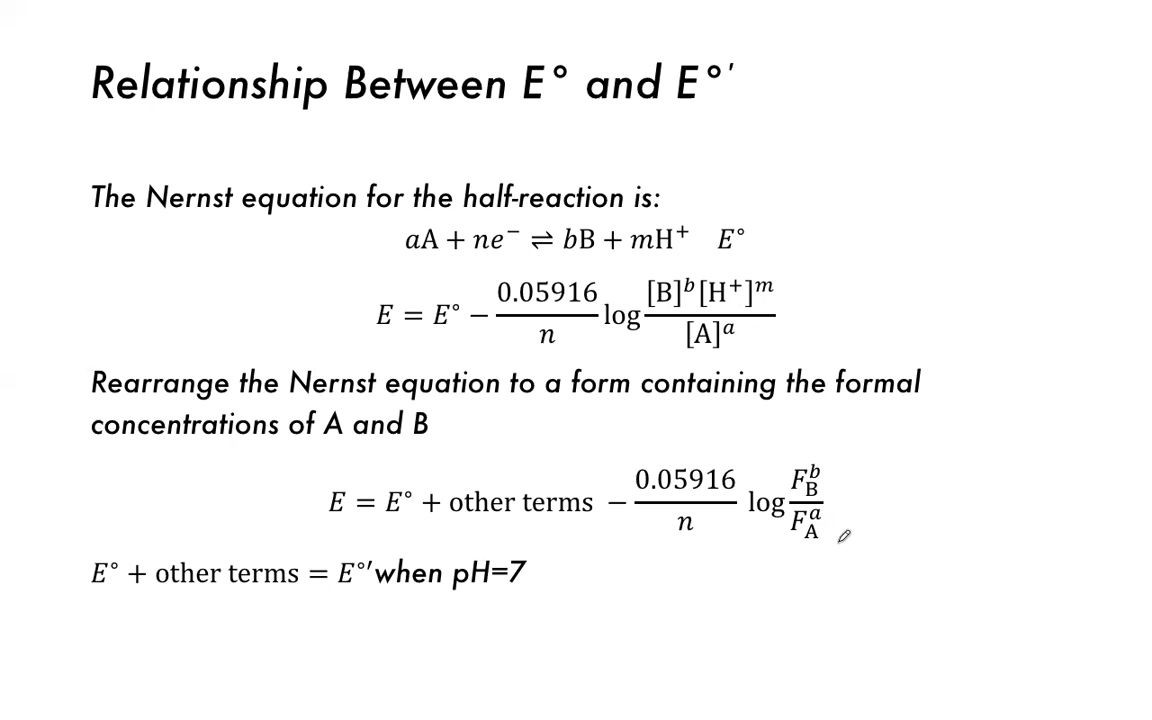 Relationship Between E° and E°′
The Nernst equation for the half-reaction is:
aA + ne⁻ ⇌ bB + mH⁺ E°
E = E° − 0.05916/n log [B]ᵇ[H⁺]ᵐ/[A]ᵃ
Rearrange the Nernst equation to a form containing the formal
concentrations of A and B
E = E° + other terms − 0.05916/n log F_B^b/F_A^a
E° + other terms = E°′when pH=7